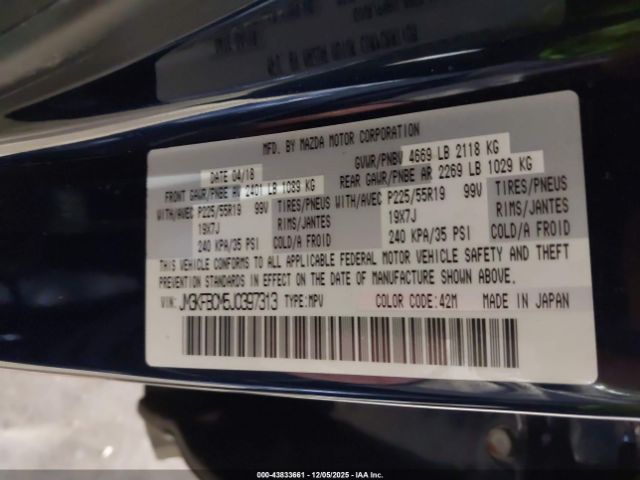 MFD. BY MAZDA MOTOR CORPORATION
DATE 04/18 GVWR/PNBV 4669 LB 2118 KG
FRONT GAWR/PNBE AV 2401 LB 1089 KG REAR GAWR/PNBE AR 2269 LB 1029 KG
WITH/AVEC P225/55R19 99V TIRES/PNEUS WITH/AVEC P225/55R19 99V TIRES/PNEUS
19X7J RIMS/JANTES 19X7J RIMS/JANTES
240 KPA/35 PSI COLD/A FROID 240 KPA/35 PSI COLD/A FROID
THIS VEHICLE CONFORMS TO ALL APPLICABLE FEDERAL MOTOR VEHICLE SAFETY AND THEFT
PREVENTION STANDARDS IN EFFECT ON THE DATE OF MANUFACTURE SHOWN ABOVE.
VIN: JM3KFBCM5J0397313 TYPE:MPV COLOR CODE:42M MADE IN JAPAN
000-43833661 - 12/05/2025 - IAA Inc.